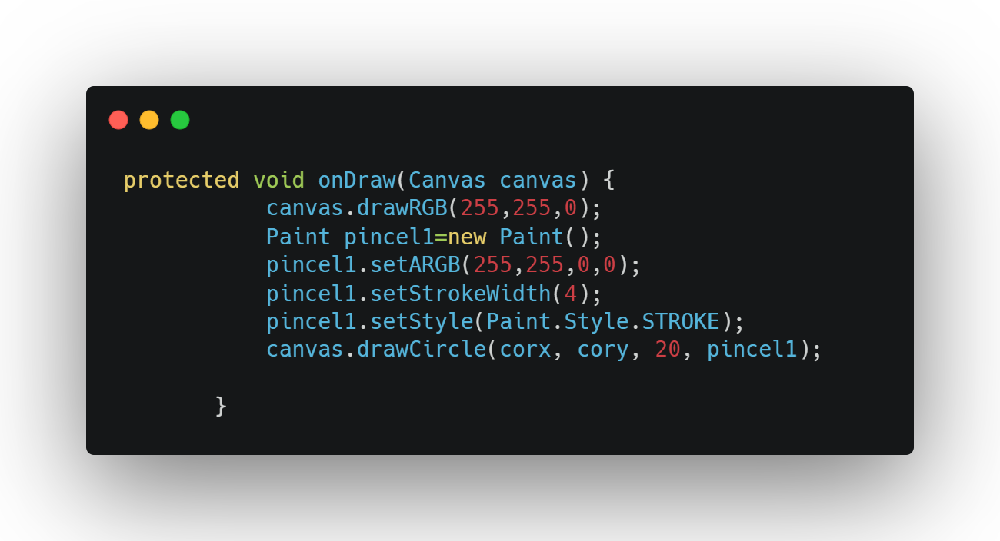 protected void onDraw(Canvas canvas) {
           canvas.drawRGB(255,255,0);
           Paint pincel1=new Paint();
           pincel1.setARGB(255,255,0,0);
           pincel1.setStrokeWidth(4);
           pincel1.setStyle(Paint.Style.STROKE);
           canvas.drawCircle(corx, cory, 20, pincel1);

       }